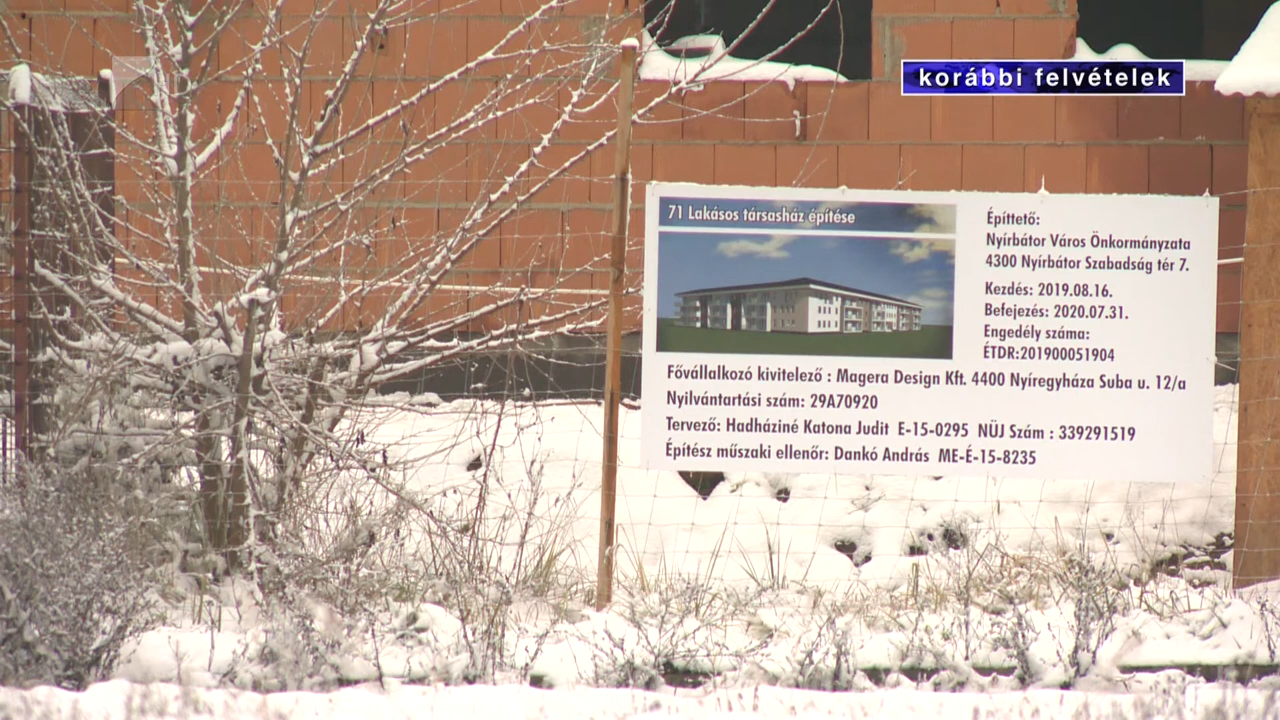 korábbi felvételek
71 Lakásos társasház építése
Építtető:
Nyírbátor Város Önkormányzata
4300 Nyírbátor Szabadság tér 7.
Kezdés: 2019.08.16.
Befejezés: 2020.07.31.
Engedély száma:
ÉTDR:201900051904
Fővállalkozó kivitelező : Magera Design Kft. 4400 Nyíregyháza Suba u. 12/a
Nyilvántartási szám: 29A70920
Tervező: Hadháziné Katona Judit E-15-0295 NÜJ Szám : 339291519
Építész műszaki ellenőr: Dankó András ME-É-15-8235